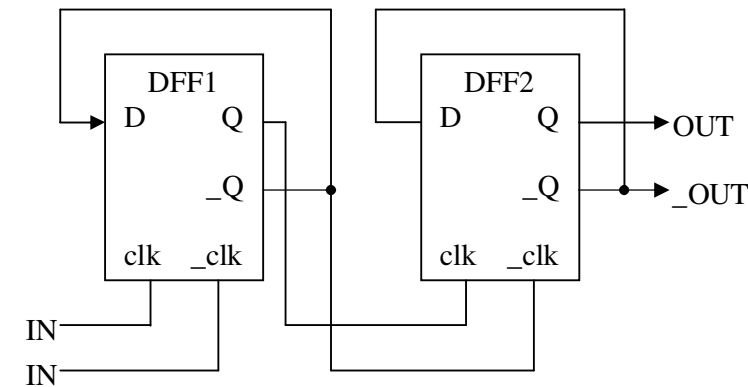 DFF1
DFF2
D Q
D Q
OUT
_Q
_Q
_OUT
clk _clk
clk _clk
IN
IN